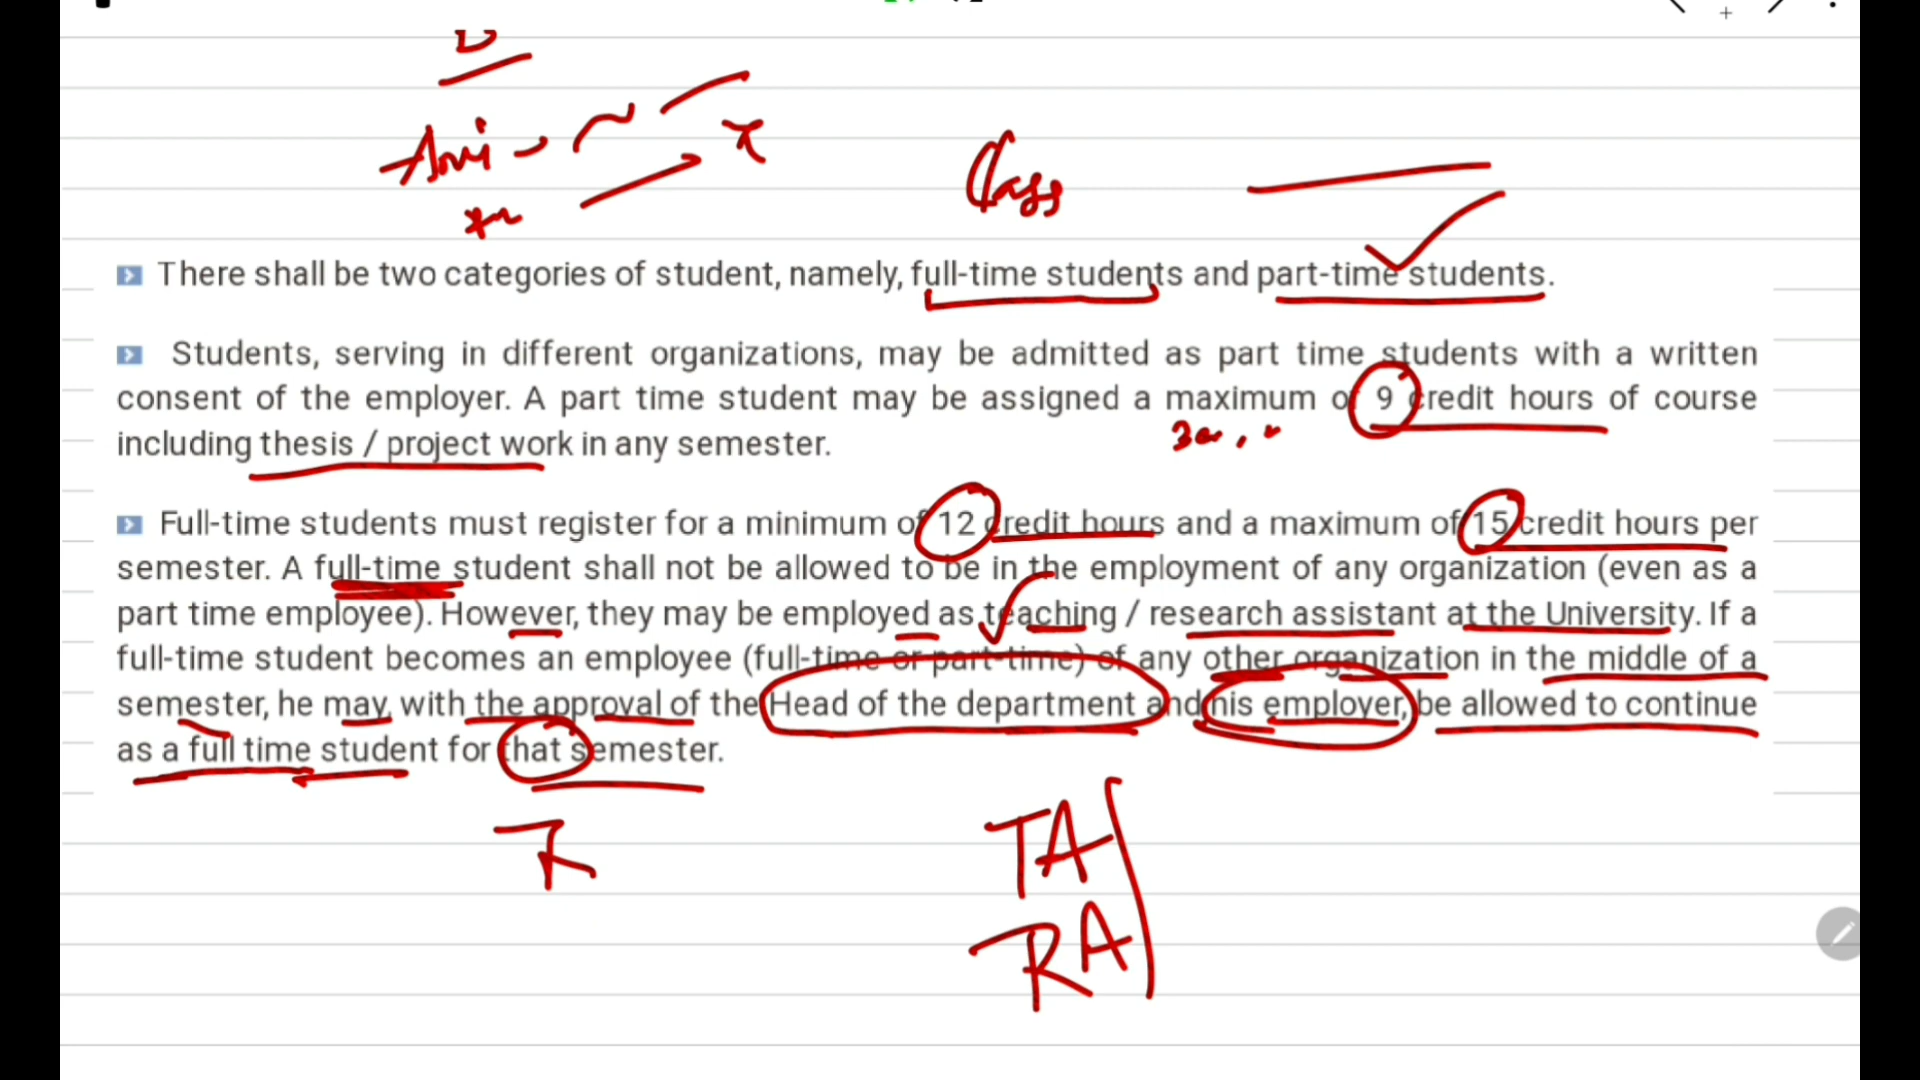 Class
There shall be two categories of student, namely, full-time students and part-time students.
Students, serving in different organizations, may be admitted as part time students with a written
consent of the employer. A part time student may be assigned a maximum of 9 credit hours of course
including thesis / project work in any semester.
Full-time students must register for a minimum of 12 credit hours and a maximum of 15 credit hours per
semester. A full-time student shall not be allowed to be in the employment of any organization (even as a
part time employee). However, they may be employed as teaching / research assistant at the University. If a
full-time student becomes an employee (full-time or part-time) of any other organization in the middle of a
semester, he may, with the approval of the Head of the department and his employer, be allowed to continue
as a full time student for that semester.
TA
RA